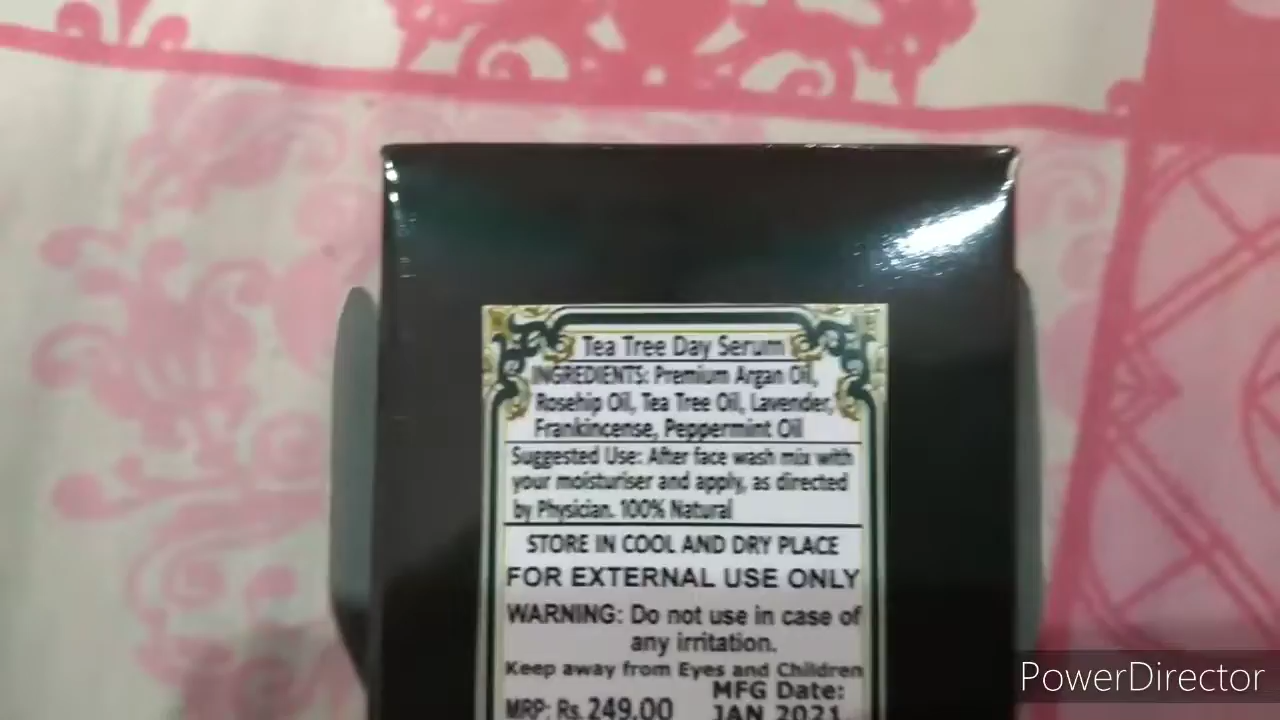 Tea Tree Day Serum
INGREDIENTS: Premium Argan Oil,
Rosehip Oil, Tea Tree Oil, Lavender,
Frankincense, Peppermint Oil
Suggested Use: After face wash mix with
your moisturiser and apply, as directed
by Physician. 100% Natural
STORE IN COOL AND DRY PLACE
FOR EXTERNAL USE ONLY
WARNING: Do not use in case of
any irritation.
Keep away from Eyes and Children
MRP: Rs.249.00
MFG Date:
JAN 2021
PowerDirector